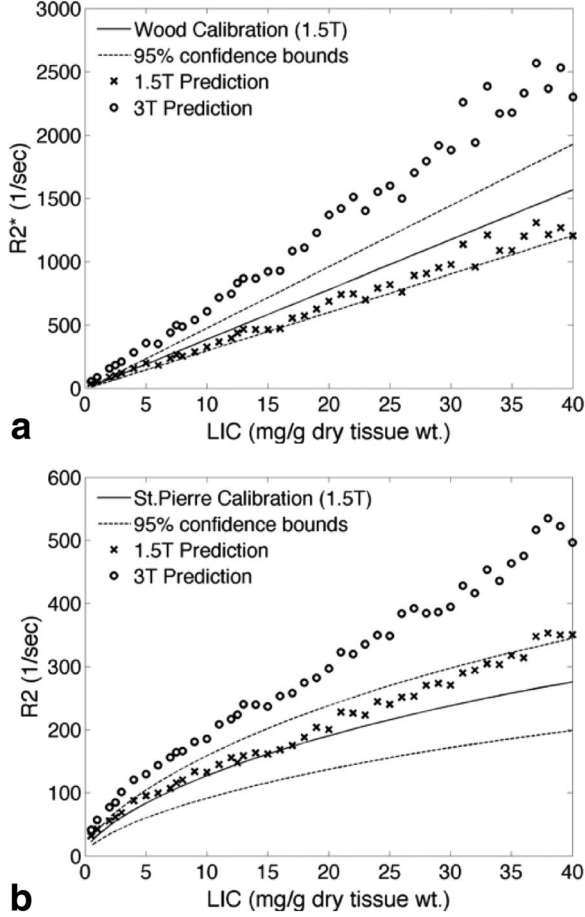 3000
2500
2000
1500
1000
500
0
R2* (1/sec)
Wood Calibration (1.5T)
95% confidence bounds
1.5T Prediction
3T Prediction
0 5 10 15 20 25 30 35 40
LIC (mg/g dry tissue wt.)
a
600
500
400
300
200
100
0
R2 (1/sec)
St.Pierre Calibration (1.5T)
95% confidence bounds
1.5T Prediction
3T Prediction
0 5 10 15 20 25 30 35 40
LIC (mg/g dry tissue wt.)
b